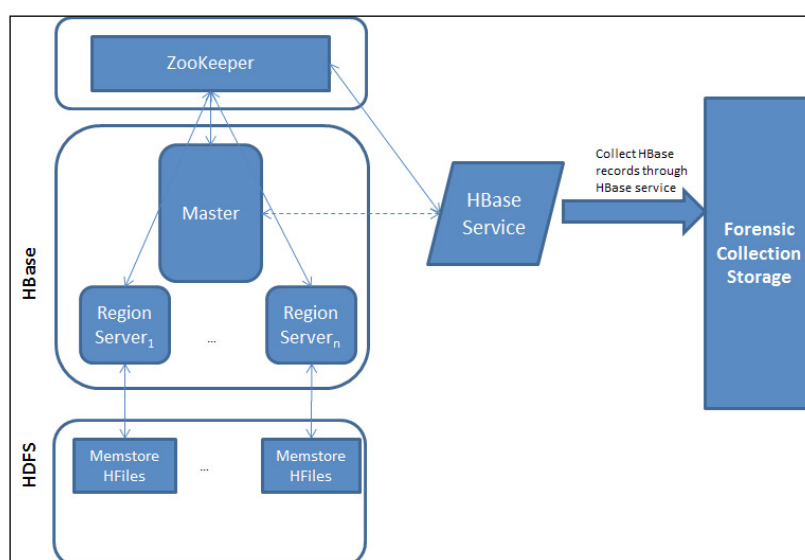 ZooKeeper
HBase
Master
Region
Server1
...
Region
Servern
HDFS
Memstore
HFiles
...
Memstore
HFiles
HBase
Service
Collect HBase
records through
HBase service
Forensic
Collection
Storage